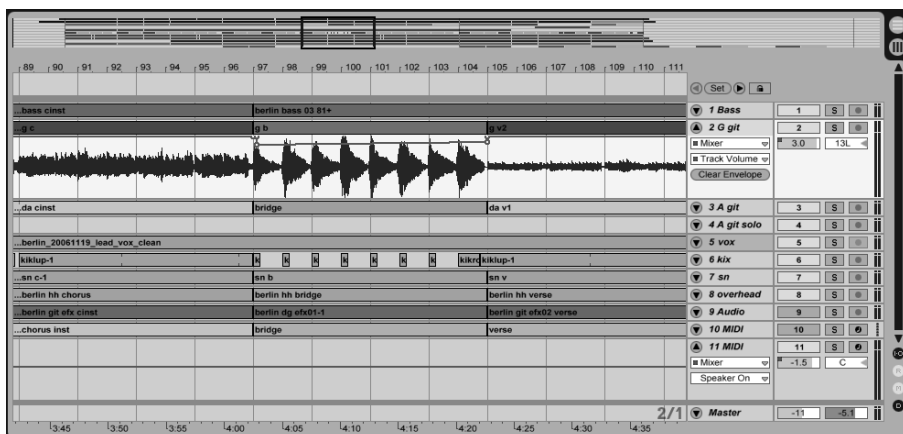 89 90 91 92 93 94 95 96 97 98 99 100 101 102 103 104 105 106 107 108 109 110 111
Set
...bass cinst berlin bass 03 81+ 1 Bass 1 S
...g c g b g v2 2 G git 2 S
Mixer 3.0 13L
Track Volume
Clear Envelope
...da cinst bridge da v1 3 A git 3 S
4 A git solo 4 S
...berlin_20061119_lead_vox_clean 5 vox 5 S
kiklup-1 k k k k k k k kikro kiklup-1 6 kix 6 S
...sn c-1 sn b sn v 7 sn 7 S
...berlin hh chorus berlin hh bridge berlin hh verse 8 overhead 8 S
...berlin git efx cinst berlin dg efx01-1 berlin git efx02 verse 9 Audio 9 S
...chorus inst bridge verse 10 MIDI 10 S
11 MIDI 11 S
Mixer -1.5 C
Speaker On
2/1 Master -11 -5.1
3:45 3:50 3:55 4:00 4:05 4:10 4:15 4:20 4:25 4:30 4:35